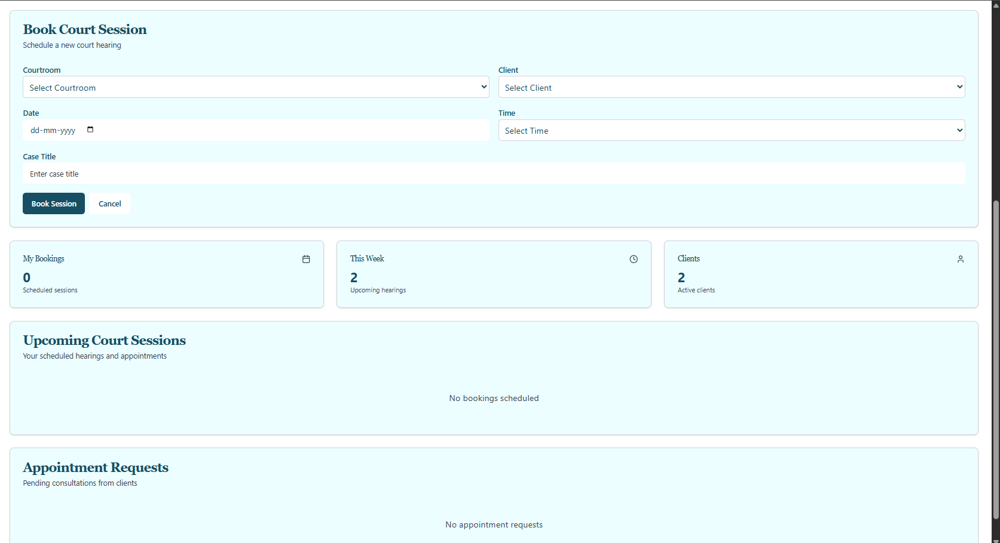 Book Court Session
Schedule a new court hearing
Courtroom
Client
Select Courtroom
Select Client
Date
Time
dd-mm-yyyy
Select Time
Case Title
Enter case title
Book Session
Cancel
My Bookings
0
Scheduled sessions
This Week
2
Upcoming hearings
Clients
2
Active clients
Upcoming Court Sessions
Your scheduled hearings and appointments
No bookings scheduled
Appointment Requests
Pending consultations from clients
No appointment requests